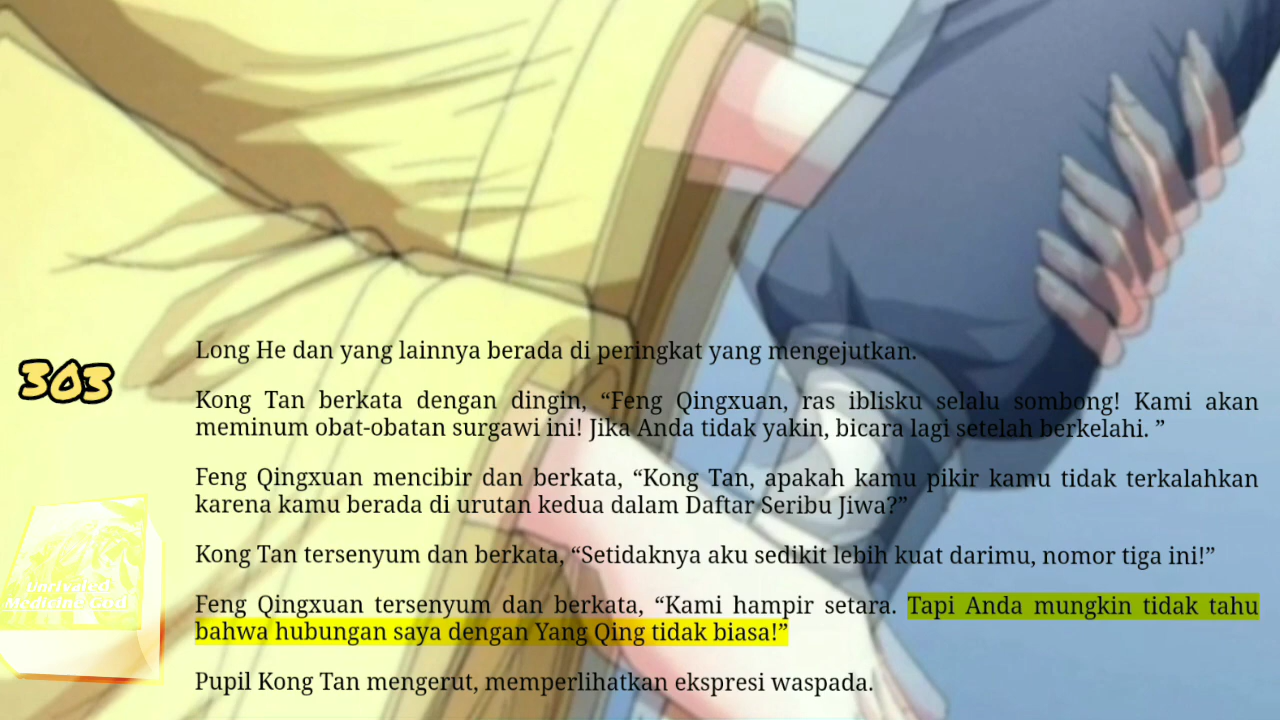 Long He dan yang lainnya berada di peringkat yang mengejutkan.
303
Kong Tan berkata dengan dingin, “Feng Qingxuan, ras iblisku selalu sombong! Kami akan
meminum obat-obatan surgawi ini! Jika Anda tidak yakin, bicara lagi setelah berkelahi. ”
Feng Qingxuan mencibir dan berkata, “Kong Tan, apakah kamu pikir kamu tidak terkalahkan
karena kamu berada di urutan kedua dalam Daftar Seribu Jiwa?”
Kong Tan tersenyum dan berkata, “Setidaknya aku sedikit lebih kuat darimu, nomor tiga ini!”
Unrivaled
Medicine God
Feng Qingxuan tersenyum dan berkata, “Kami hampir setara. Tapi Anda mungkin tidak tahu
bahwa hubungan saya dengan Yang Qing tidak biasa!”
Pupil Kong Tan mengerut, memperlihatkan ekspresi waspada.